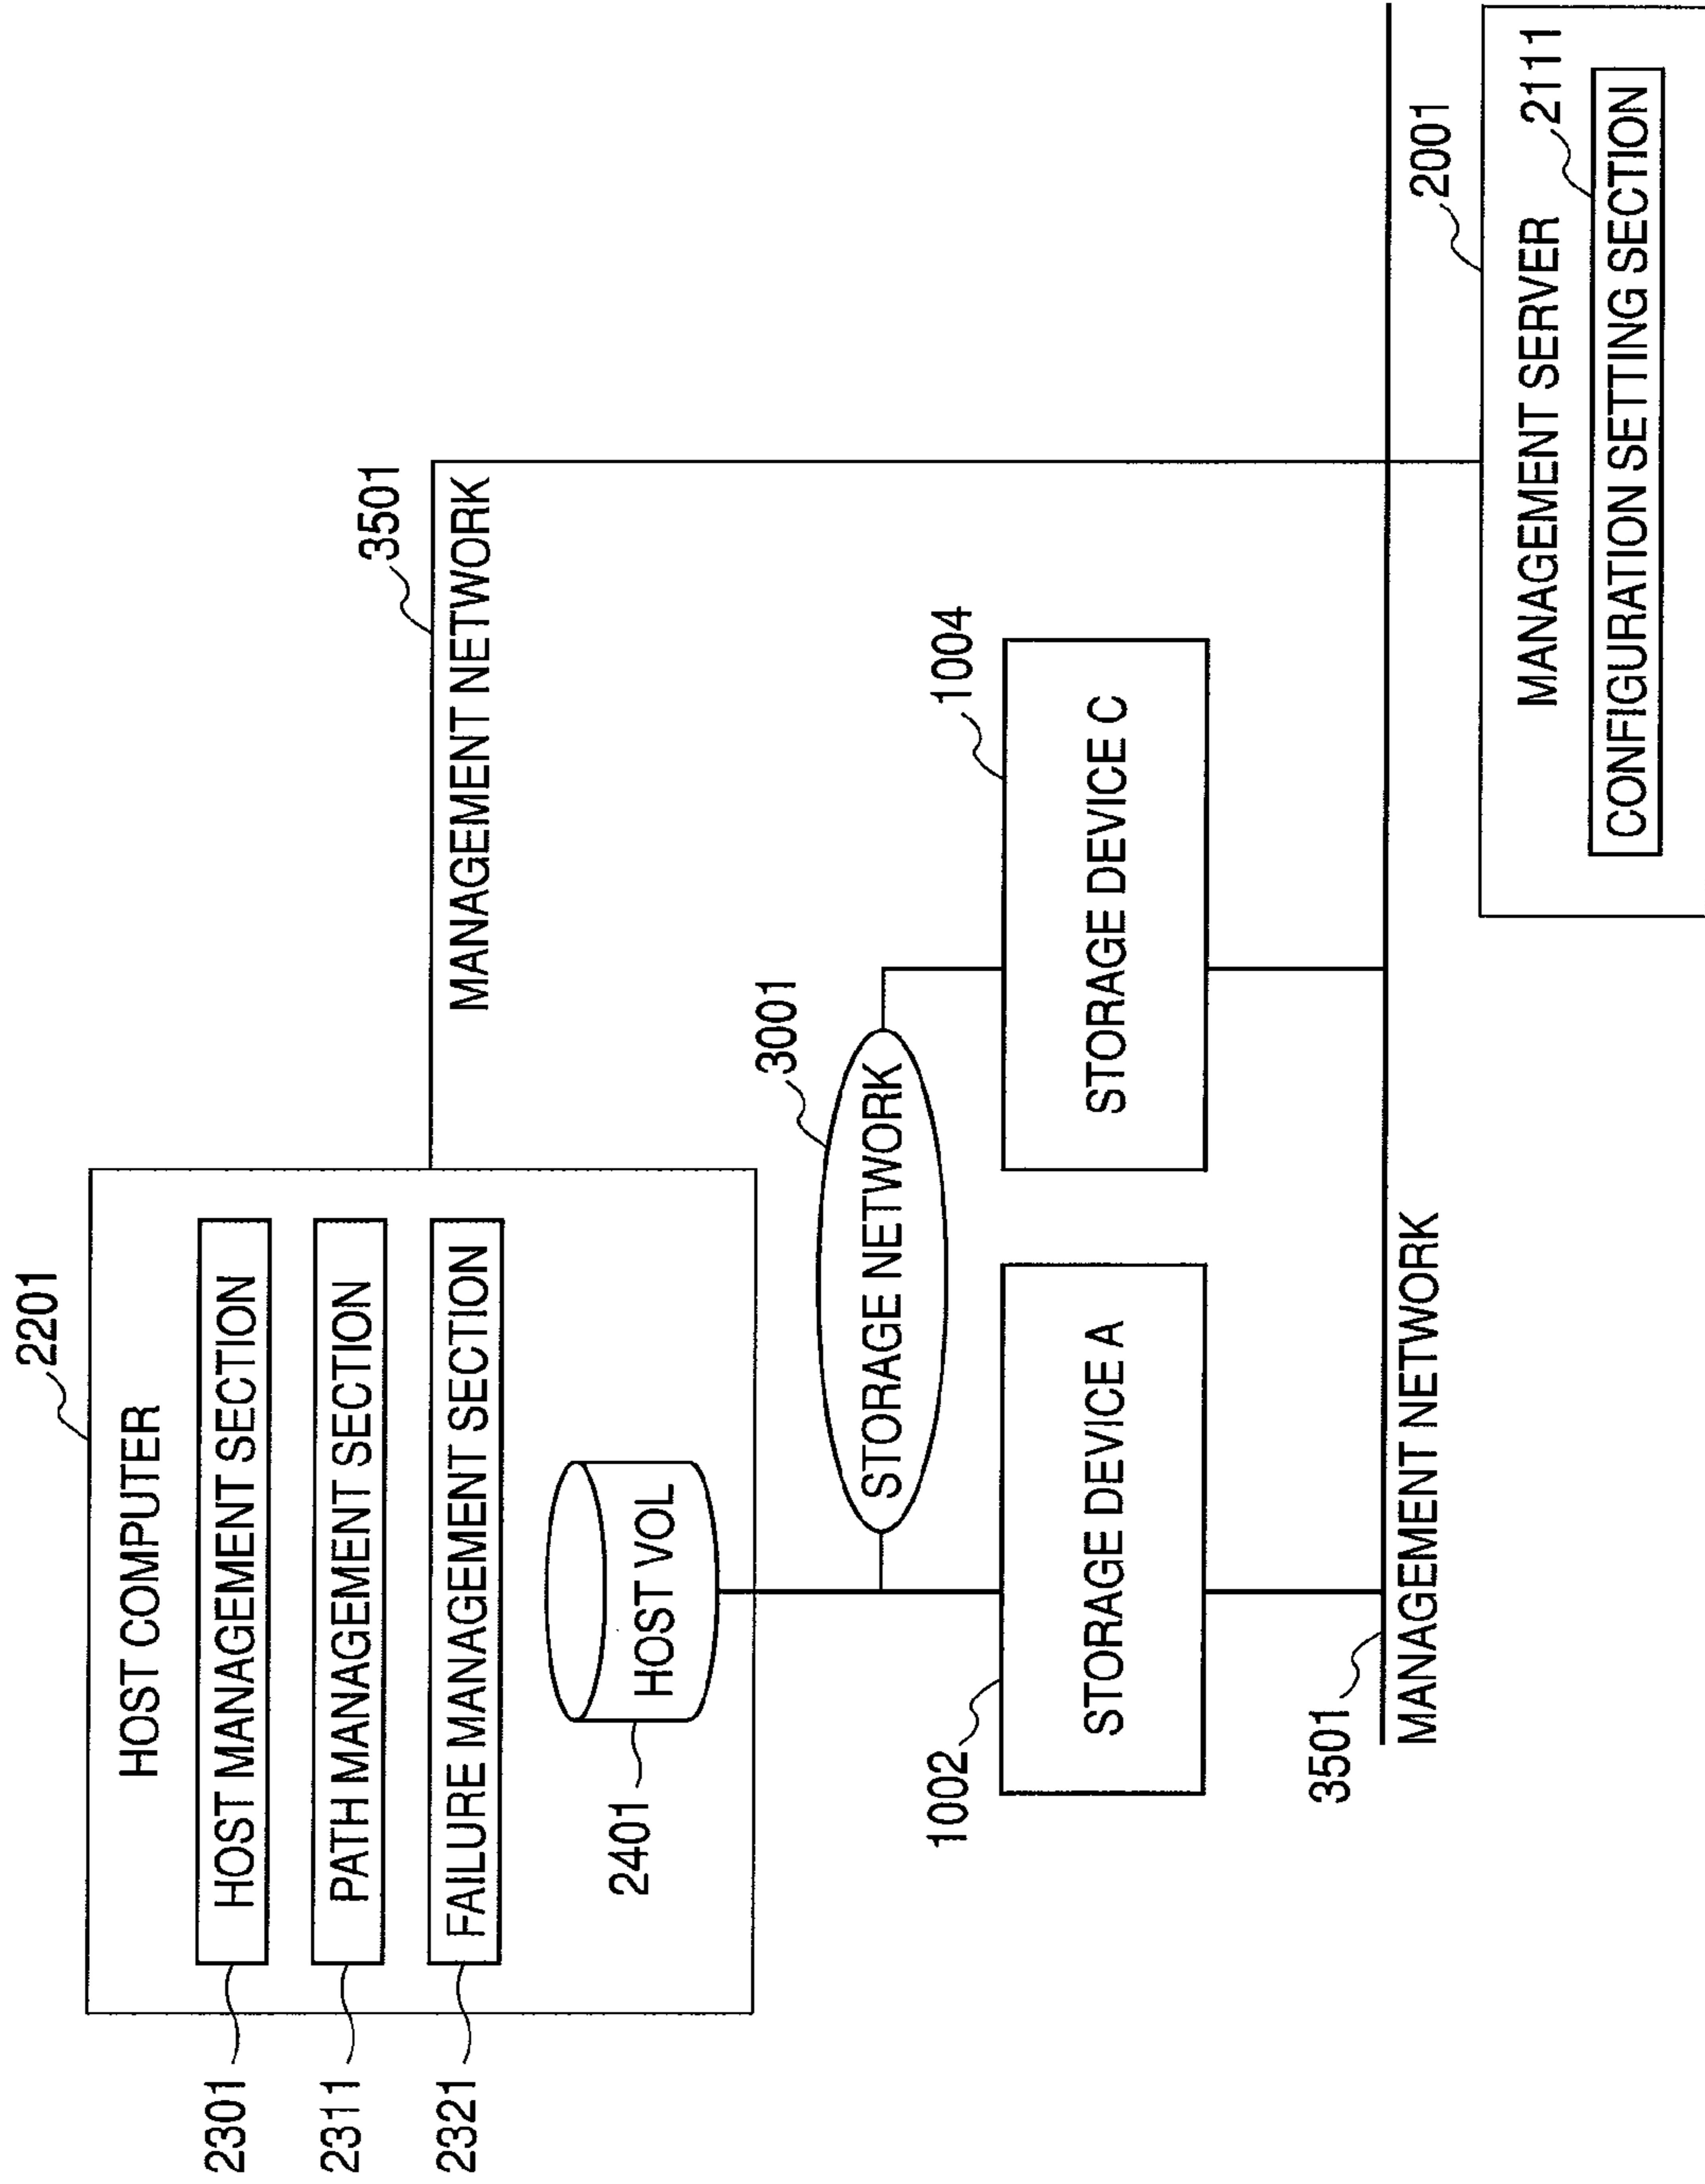 2201
HOST COMPUTER
2301
HOST MANAGEMENT SECTION
2311
PATH MANAGEMENT SECTION
2321
FAILURE MANAGEMENT SECTION
2401
HOST VOL
3501
MANAGEMENT NETWORK
3001
STORAGE NETWORK
1002
STORAGE DEVICE A
1004
STORAGE DEVICE C
3501
MANAGEMENT NETWORK
2001
MANAGEMENT SERVER
2111
CONFIGURATION SETTING SECTION